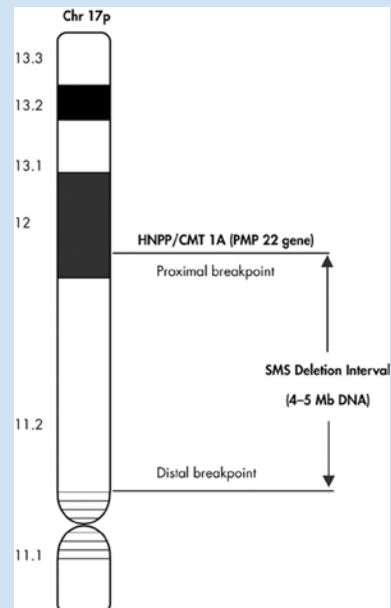 Chr 17p
13.3
13.2
13.1
12
HNPP/CMT 1A (PMP 22 gene)
Proximal breakpoint
SMS Deletion Interval
(4–5 Mb DNA)
11.2
Distal breakpoint
11.1